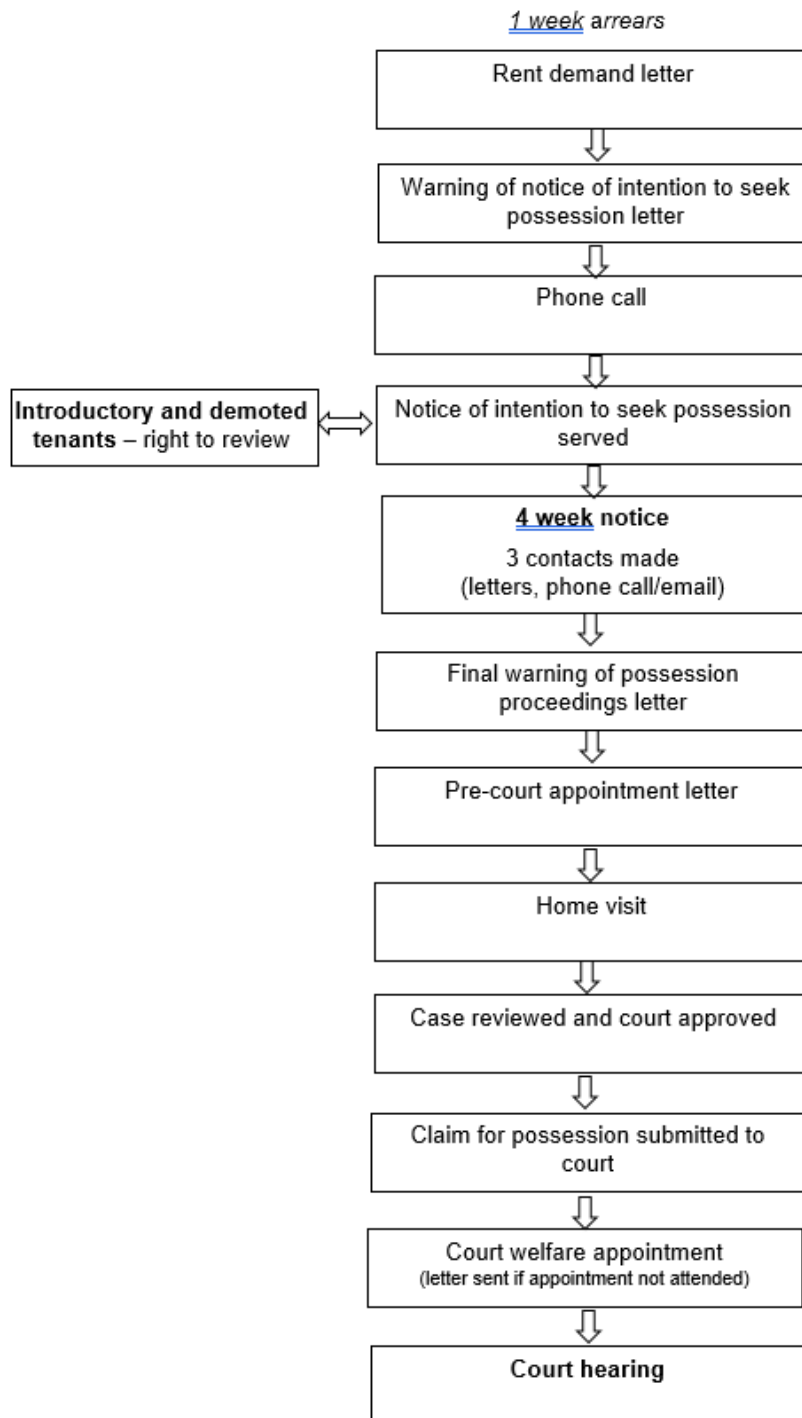 1 week arrears
Rent demand letter
Warning of notice of intention to seek
possession letter
Phone call
Introductory and demoted
tenants – right to review
Notice of intention to seek possession
served
4 week notice
3 contacts made
(letters, phone call/email)
Final warning of possession
proceedings letter
Pre-court appointment letter
Home visit
Case reviewed and court approved
Claim for possession submitted to
court
Court welfare appointment
(letter sent if appointment not attended)
Court hearing